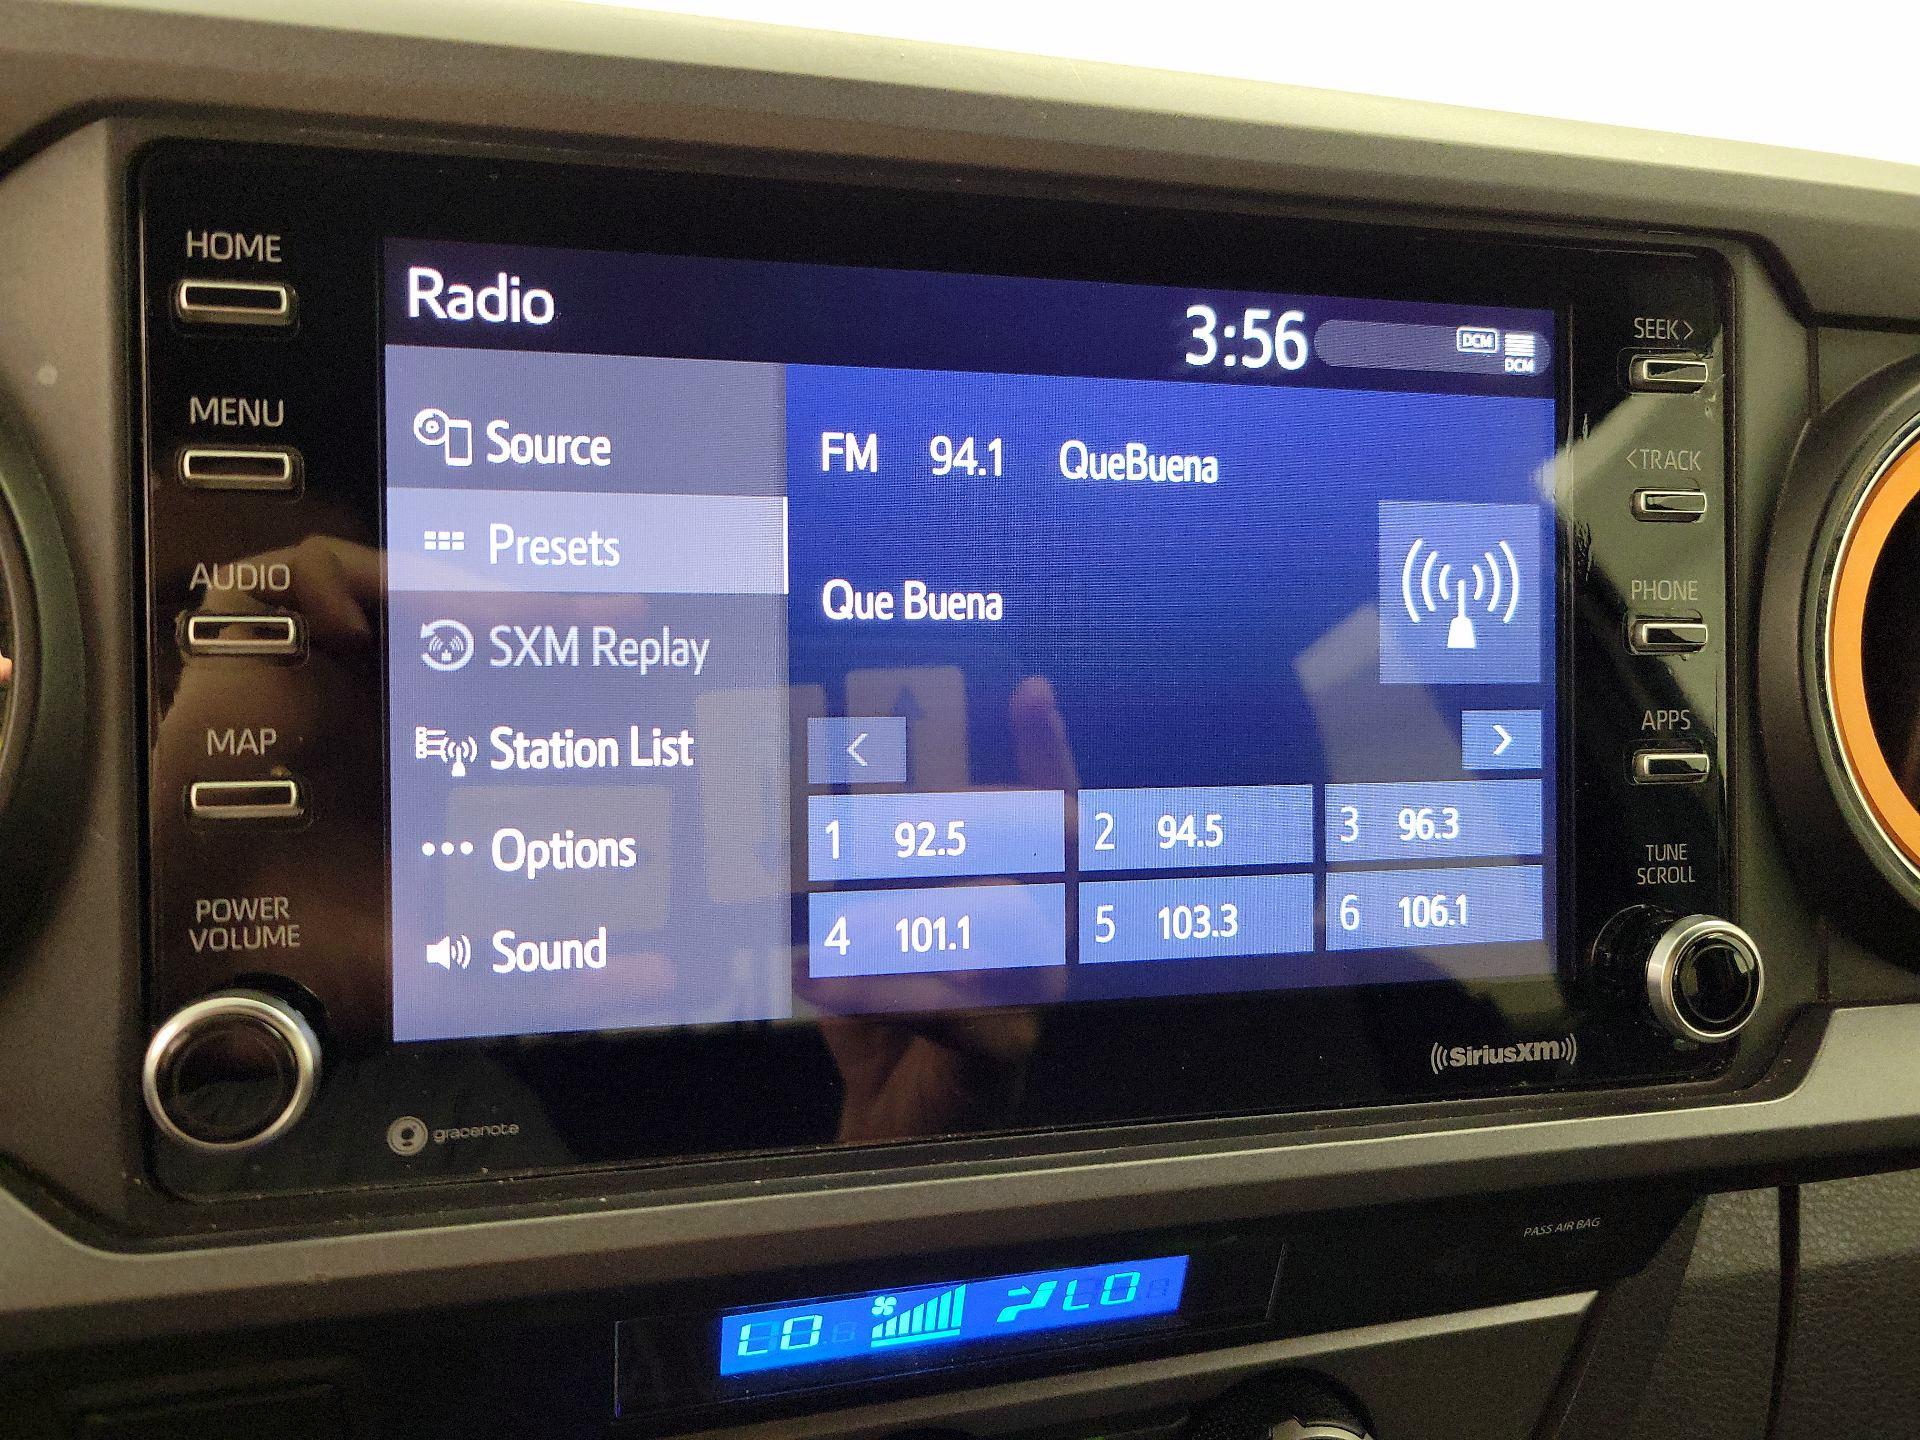 HOME
MENU
AUDIO
MAP
POWER
VOLUME
gracenote
Radio
3:56
DCM
DCM
Source
Presets
SXM Replay
Station List
Options
Sound
FM 94.1 QueBuena
Que Buena
<
>
1 92.5
2 94.5
3 96.3
4 101.1
5 103.3
6 106.1
SEEK>
<TRACK
PHONE
APPS
TUNE
SCROLL
((SiriusXM))
PASS AIR BAG
LO LO